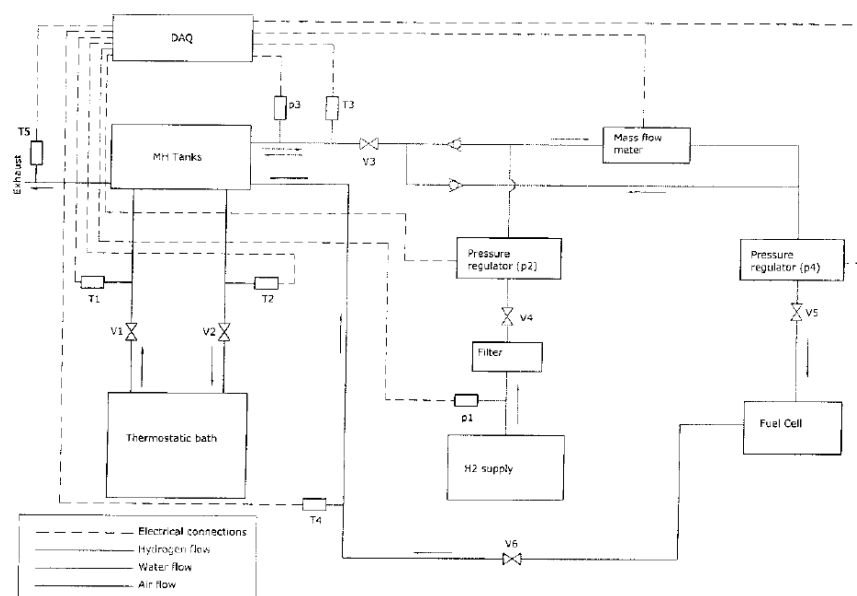 DAQ
T5
p3
T3
MH Tanks
V3
Mass flow
meter
Exhaust
Pressure
regulator (p2)
Pressure
regulator (p4)
T1
T2
V1
V2
V4
V5
Filter
p1
Thermostatic bath
H2 supply
Fuel Cell
T4
V6
Electrical connections
Hydrogen flow
Water flow
Air flow